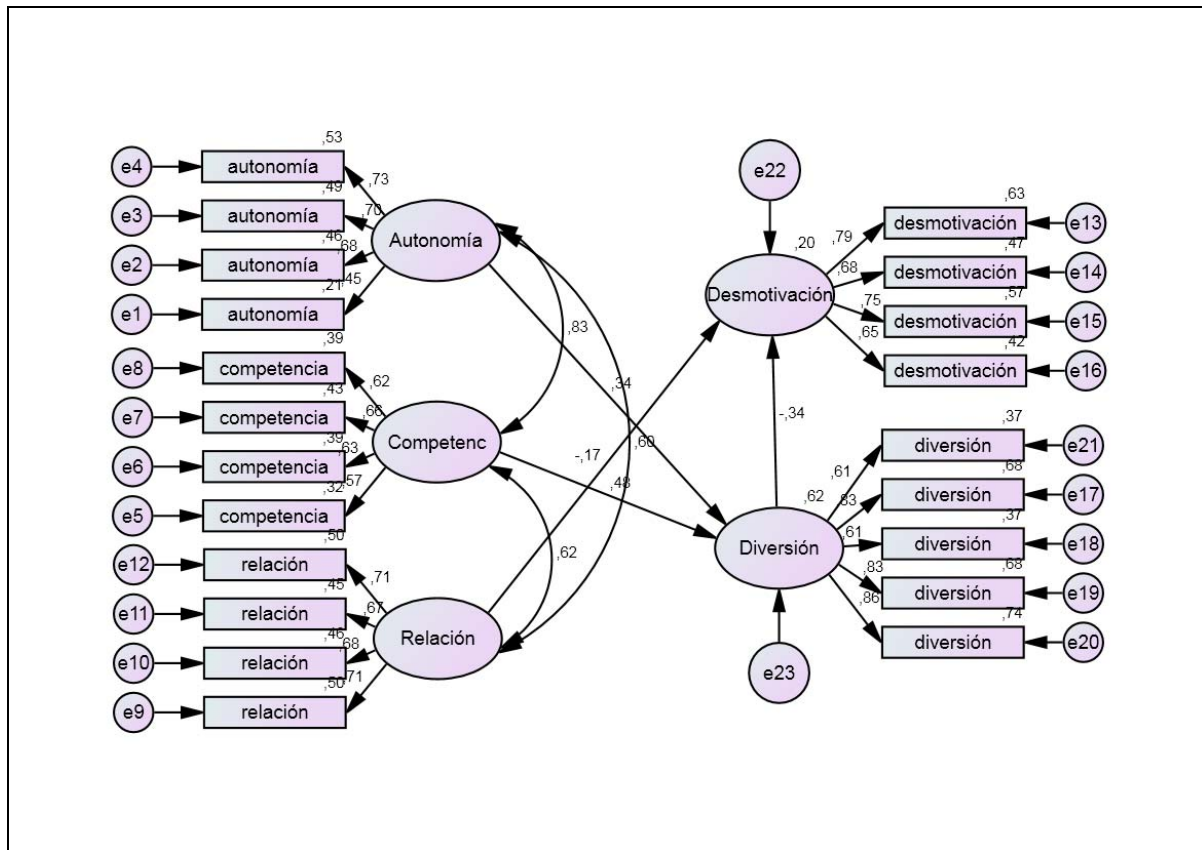 ,53
e4 autonomía
,73
,49
e3 autonomía
,70
,46
e2 autonomía
,68
,21
e1 autonomía
,45
Autonomía
,39
e8 competencia
,62
,43
e7 competencia
,66
,39
e6 competencia
,63
,32
e5 competencia
,57
Competenc
,50
e12 relación
,71
,45
e11 relación
,67
,46
e10 relación
,68
,50
e9 relación
,71
Relación
,83
,60
,62
,34
-,17
,48
-,34
e22
,20
Desmotivación
,63
,79
desmotivación e13
,47
,68
desmotivación e14
,57
,75
desmotivación e15
,42
,65
desmotivación e16
,62
Diversión
e23
,37
,61
diversión e21
,68
,83
diversión e17
,37
,61
diversión e18
,68
,83
diversión e19
,74
,86
diversión e20